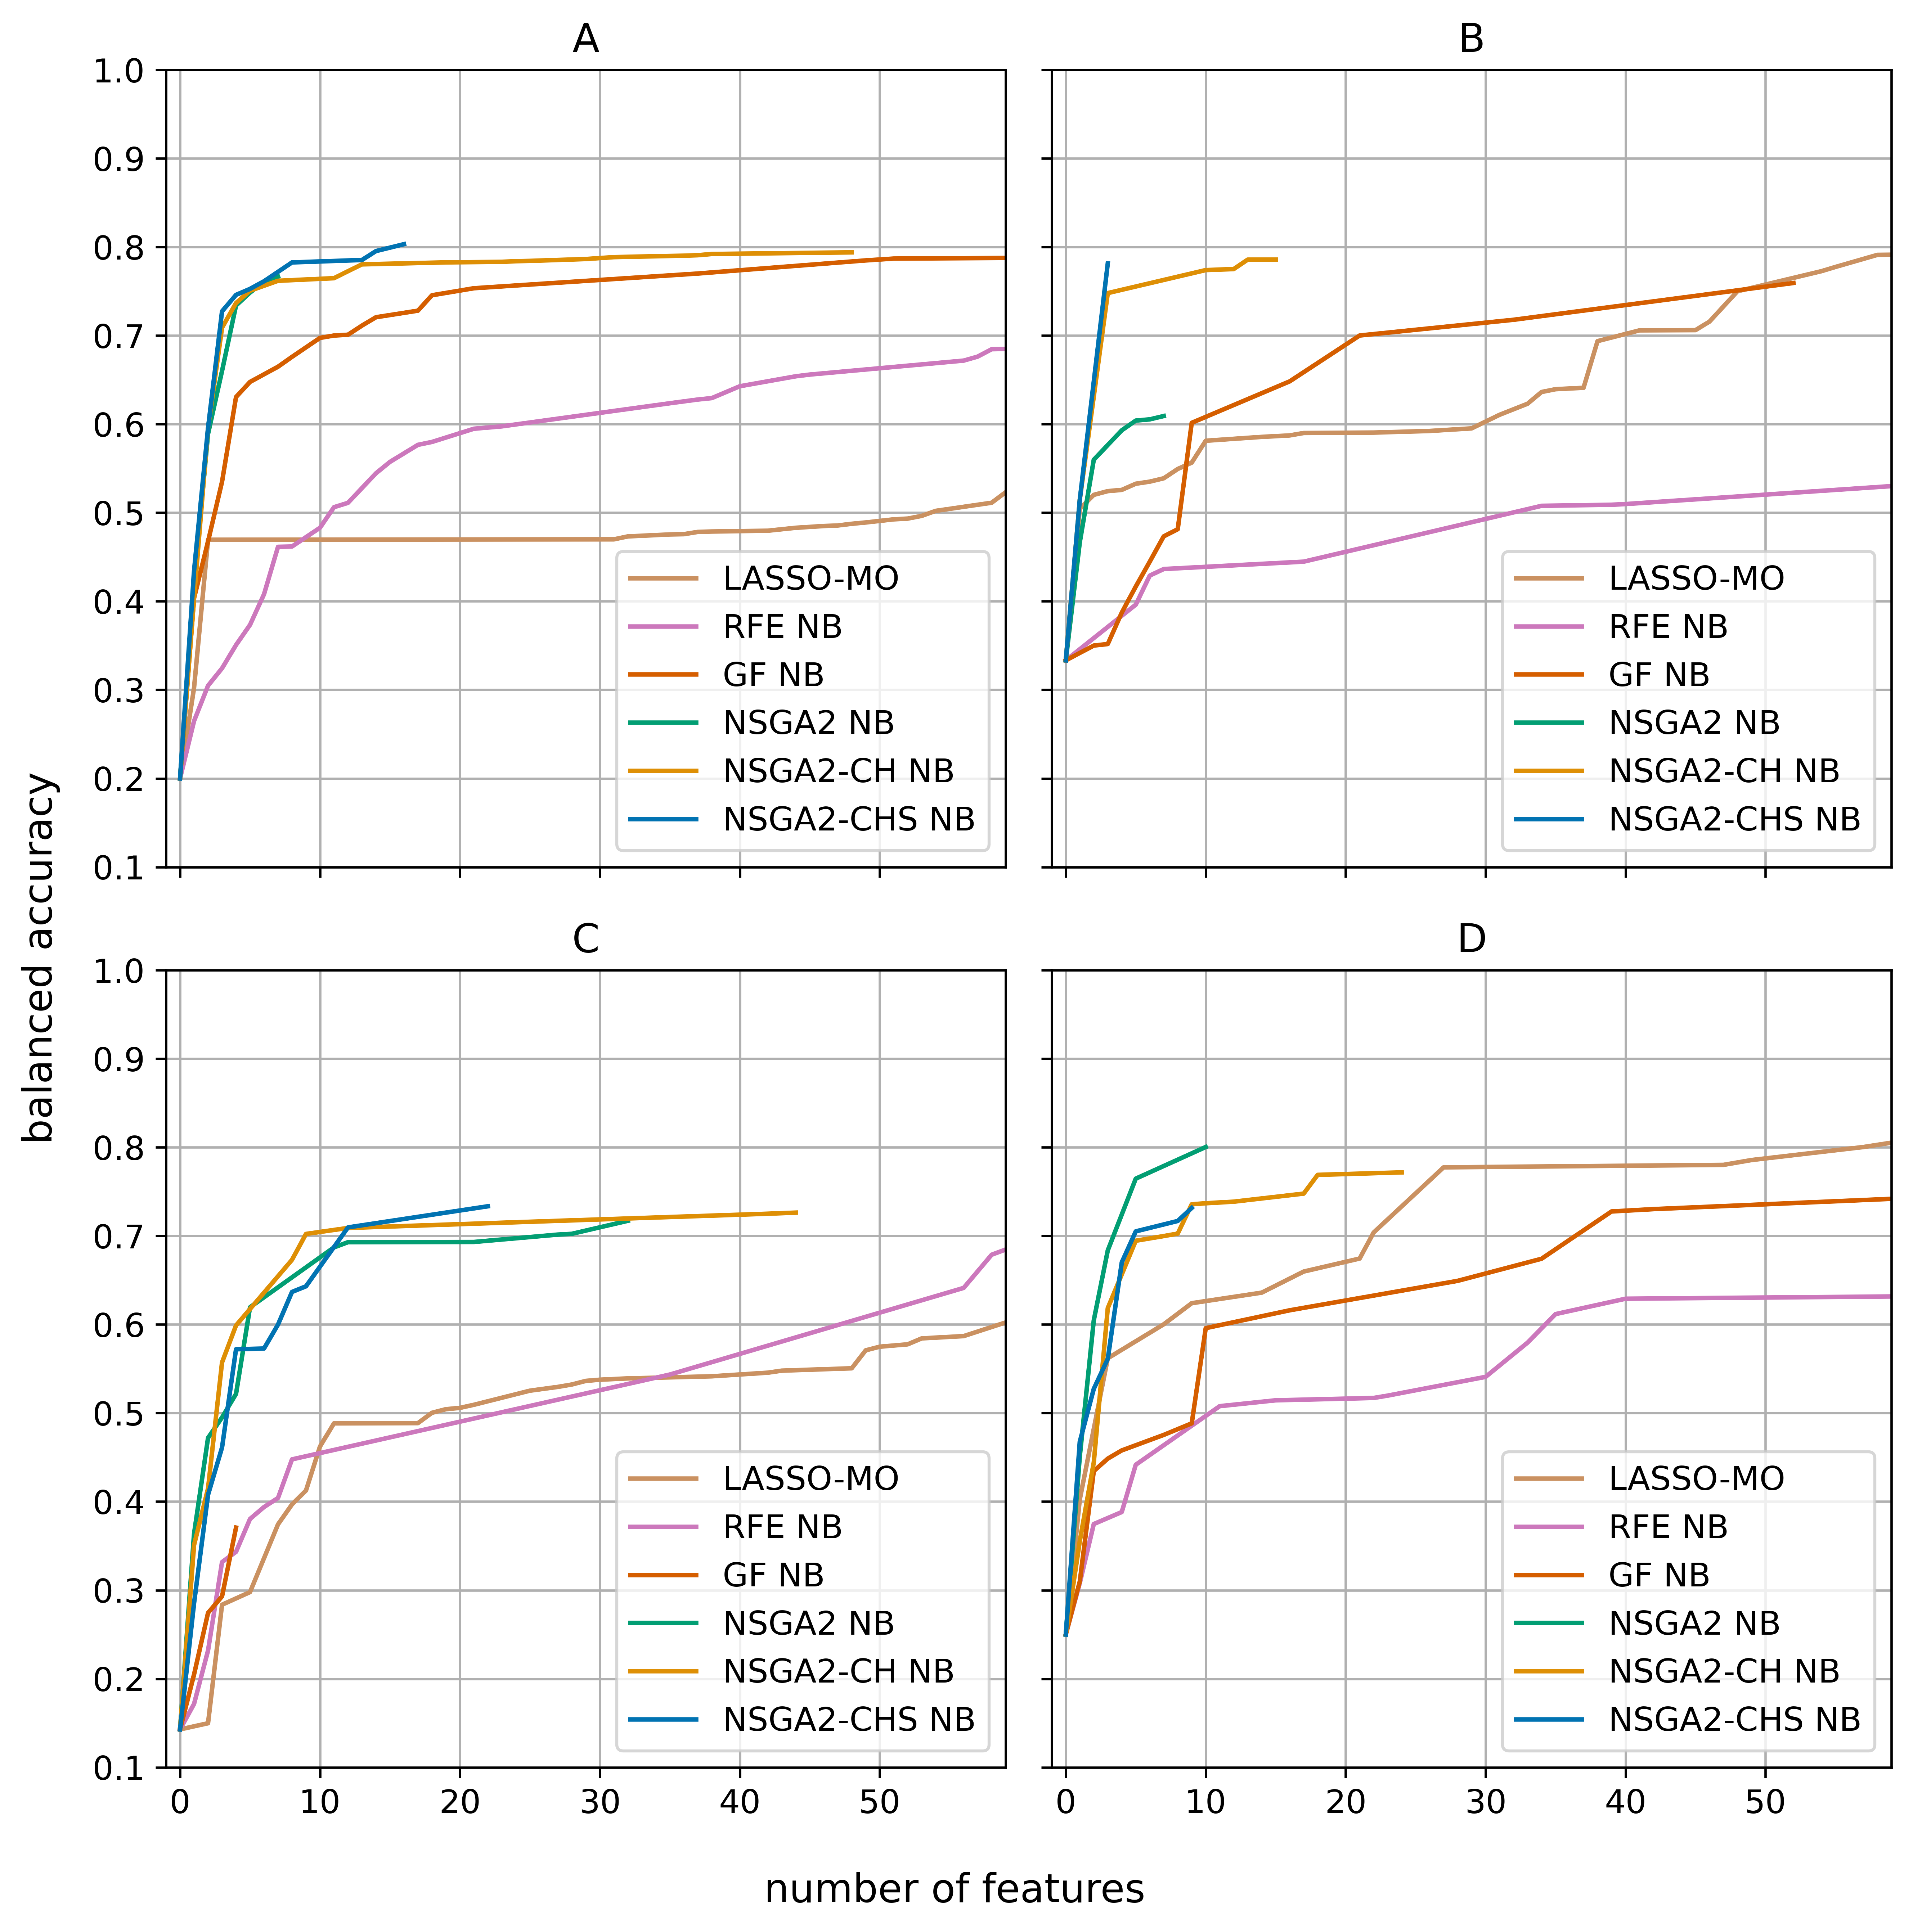 A
B
1.0
0.9
0.8
0.7
0.6
0.5
0.4
0.3
0.2
0.1
LASSO-MO
RFE NB
GF NB
NSGA2 NB
NSGA2-CH NB
NSGA2-CHS NB
LASSO-MO
RFE NB
GF NB
NSGA2 NB
NSGA2-CH NB
NSGA2-CHS NB
balanced accuracy
C
D
1.0
0.9
0.8
0.7
0.6
0.5
0.4
0.3
0.2
0.1
LASSO-MO
RFE NB
GF NB
NSGA2 NB
NSGA2-CH NB
NSGA2-CHS NB
LASSO-MO
RFE NB
GF NB
NSGA2 NB
NSGA2-CH NB
NSGA2-CHS NB
0 10 20 30 40 50
0 10 20 30 40 50
number of features